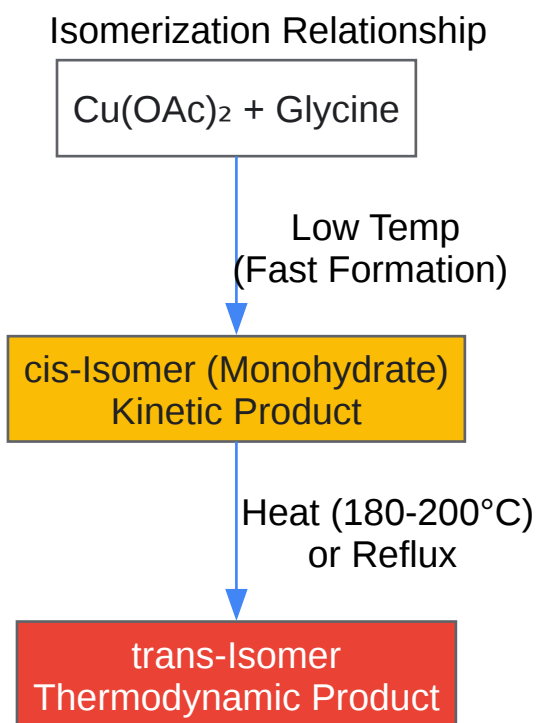 Isomerization Relationship
Cu(OAc)₂ + Glycine
Low Temp
(Fast Formation)
cis-Isomer (Monohydrate)
Kinetic Product
Heat (180-200°C)
or Reflux
trans-Isomer
Thermodynamic Product